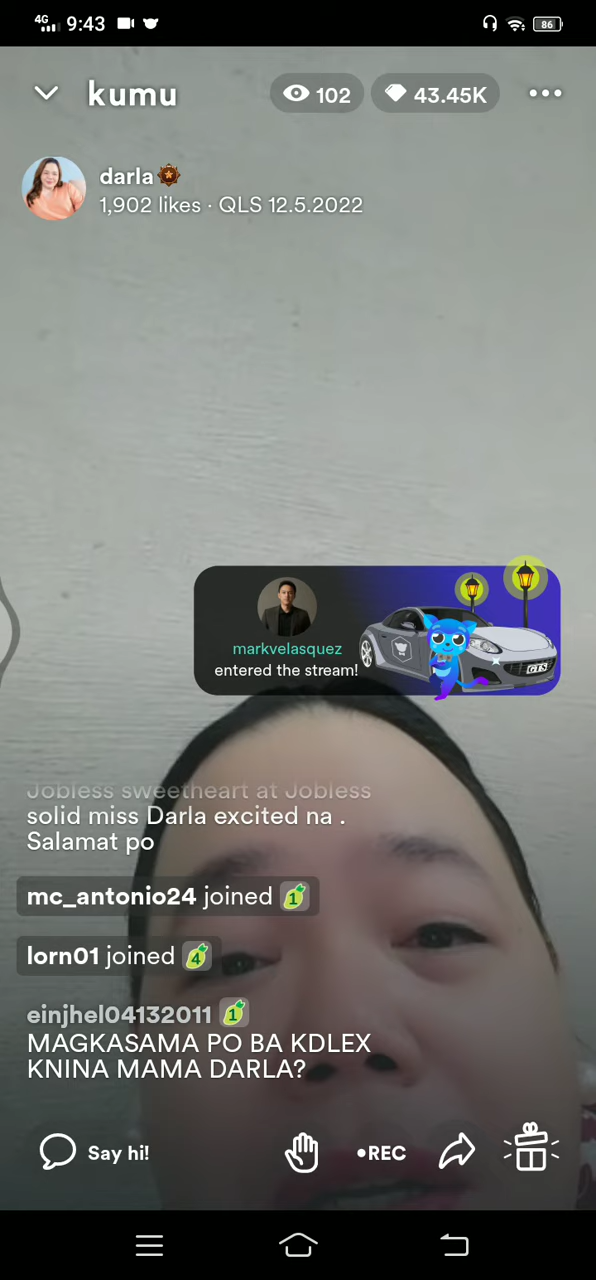 4G 9:43 86
kumu 102 43.45K
darla
1,902 likes · QLS 12.5.2022
markvelasquez
entered the stream!
GTS
Jobless sweetheart at Jobless
solid miss Darla excited na .
Salamat po
mc_antonio24 joined 1
lorn01 joined 4
einjhel04132011 1
MAGKASAMA PO BA KDLEX
KNINA MAMA DARLA?
Say hi! •REC